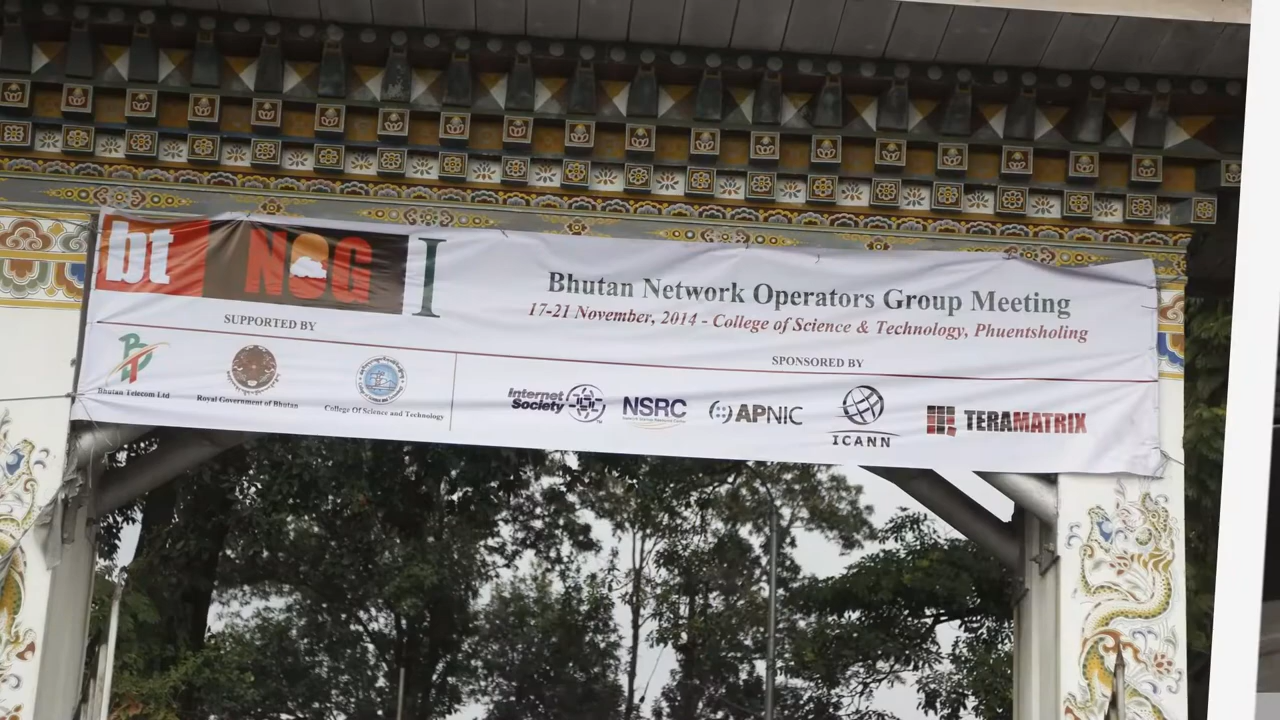 bt NOG I
Bhutan Network Operators Group Meeting
17-21 November, 2014 - College of Science & Technology, Phuentsholing
SUPPORTED BY
SPONSORED BY
Bhutan Telecom Ltd
Royal Government of Bhutan
College Of Science and Technology
Internet Society
NSRC
APNIC
ICANN
TERAMATRIX